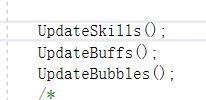 UpdateSkills();
UpdateBuffs();
UpdateBubbles();
/*